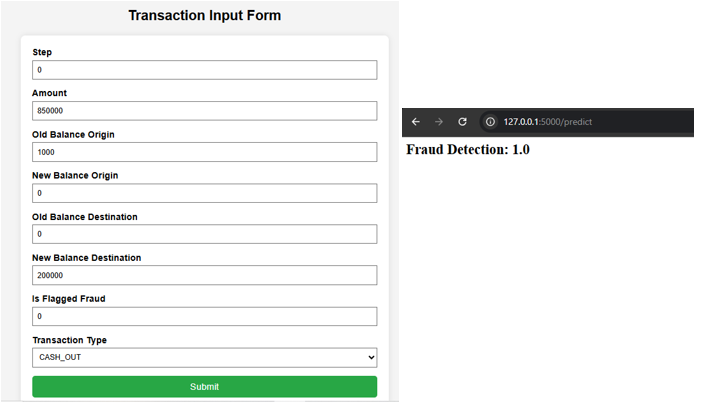 Transaction Input Form
Step
0
Amount
850000
Old Balance Origin
1000
New Balance Origin
0
Old Balance Destination
0
New Balance Destination
200000
Is Flagged Fraud
0
Transaction Type
CASH_OUT
Submit
127.0.0.1:5000/predict
Fraud Detection: 1.0